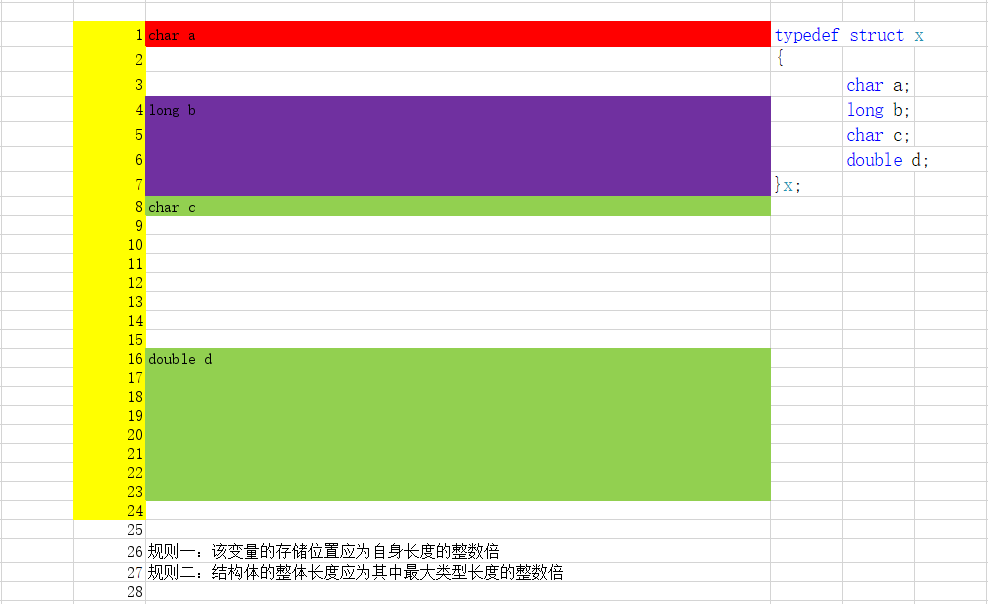 1 char a typedef struct x
2 {
3 char a;
4 long b long b;
5 char c;
6 double d;
7 }x;
8 char c
9
10
11
12
13
14
15
16 double d
17
18
19
20
21
22
23
24
25
26 规则一：该变量的存储位置应为自身长度的整数倍
27 规则二：结构体的整体长度应为其中最大类型长度的整数倍
28